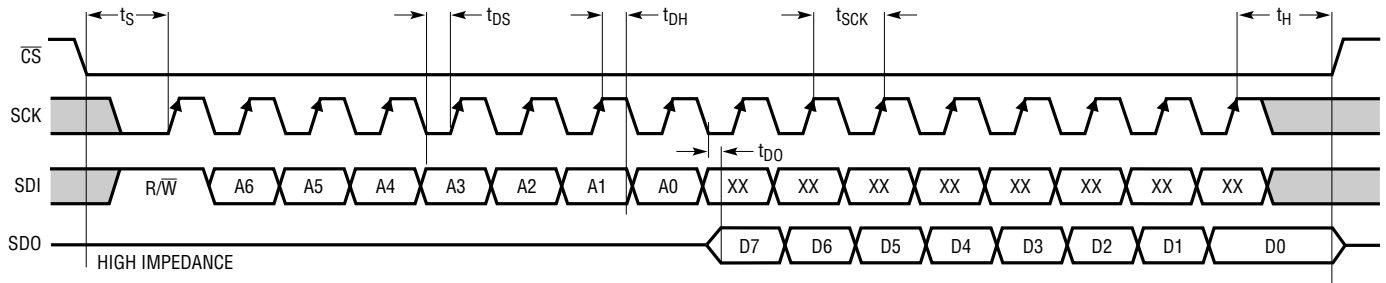 tS tDS tDH tSCK tH
CS
SCK
tDO
SDI R/W A6 A5 A4 A3 A2 A1 A0 XX XX XX XX XX XX XX XX
SDO D7 D6 D5 D4 D3 D2 D1 D0
HIGH IMPEDANCE